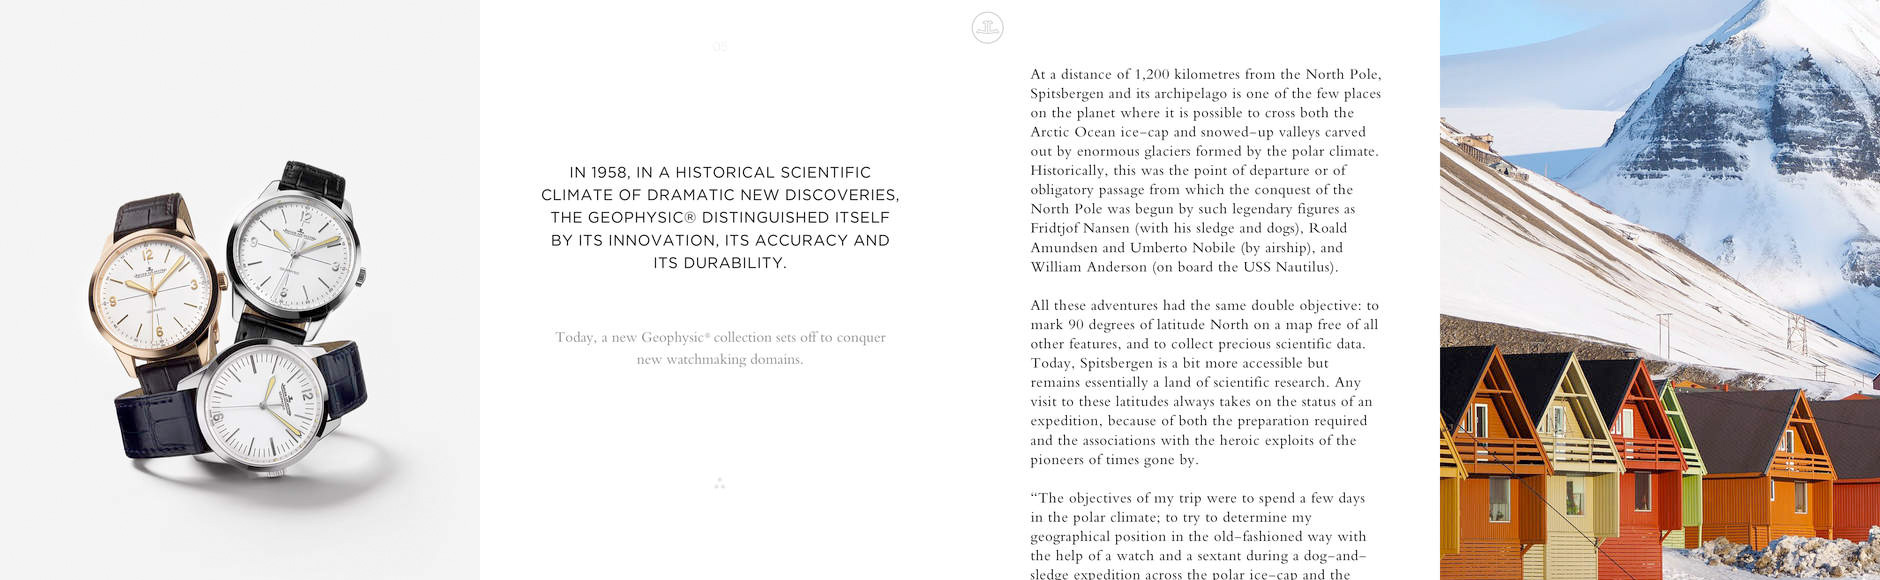 05
IN 1958, IN A HISTORICAL SCIENTIFIC
CLIMATE OF DRAMATIC NEW DISCOVERIES,
THE GEOPHYSIC® DISTINGUISHED ITSELF
BY ITS INNOVATION, ITS ACCURACY AND
ITS DURABILITY.
Today, a new Geophysic® collection sets off to conquer
new watchmaking domains.
At a distance of 1,200 kilometres from the North Pole,
Spitsbergen and its archipelago is one of the few places
on the planet where it is possible to cross both the
Arctic Ocean ice–cap and snowed–up valleys carved
out by enormous glaciers formed by the polar climate.
Historically, this was the point of departure or of
obligatory passage from which the conquest of the
North Pole was begun by such legendary figures as
Fridtjof Nansen (with his sledge and dogs), Roald
Amundsen and Umberto Nobile (by airship), and
William Anderson (on board the USS Nautilus).
All these adventures had the same double objective: to
mark 90 degrees of latitude North on a map free of all
other features, and to collect precious scientific data.
Today, Spitsbergen is a bit more accessible but
remains essentially a land of scientific research. Any
visit to these latitudes always takes on the status of an
expedition, because of both the preparation required
and the associations with the heroic exploits of the
pioneers of times gone by.
“The objectives of my trip were to spend a few days
in the polar climate; to try to determine my
geographical position in the old–fashioned way with
the help of a watch and a sextant during a dog–and–
sledge expedition across the polar ice–cap and the